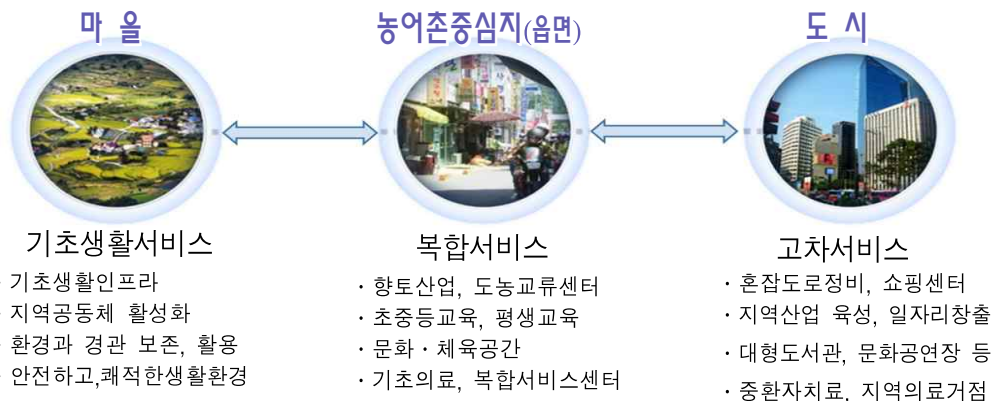 마 을
농어촌중심지(읍면)
도 시
기초생활서비스
· 기초생활인프라
· 지역공동체 활성화
· 환경과 경관 보존, 활용
· 안전하고,쾌적한생활환경
복합서비스
· 향토산업, 도농교류센터
· 초중등교육, 평생교육
· 문화 · 체육공간
· 기초의료, 복합서비스센터
고차서비스
· 혼잡도로정비, 쇼핑센터
· 지역산업 육성, 일자리창출
· 대형도서관, 문화공연장 등
· 중환자치료, 지역의료거점